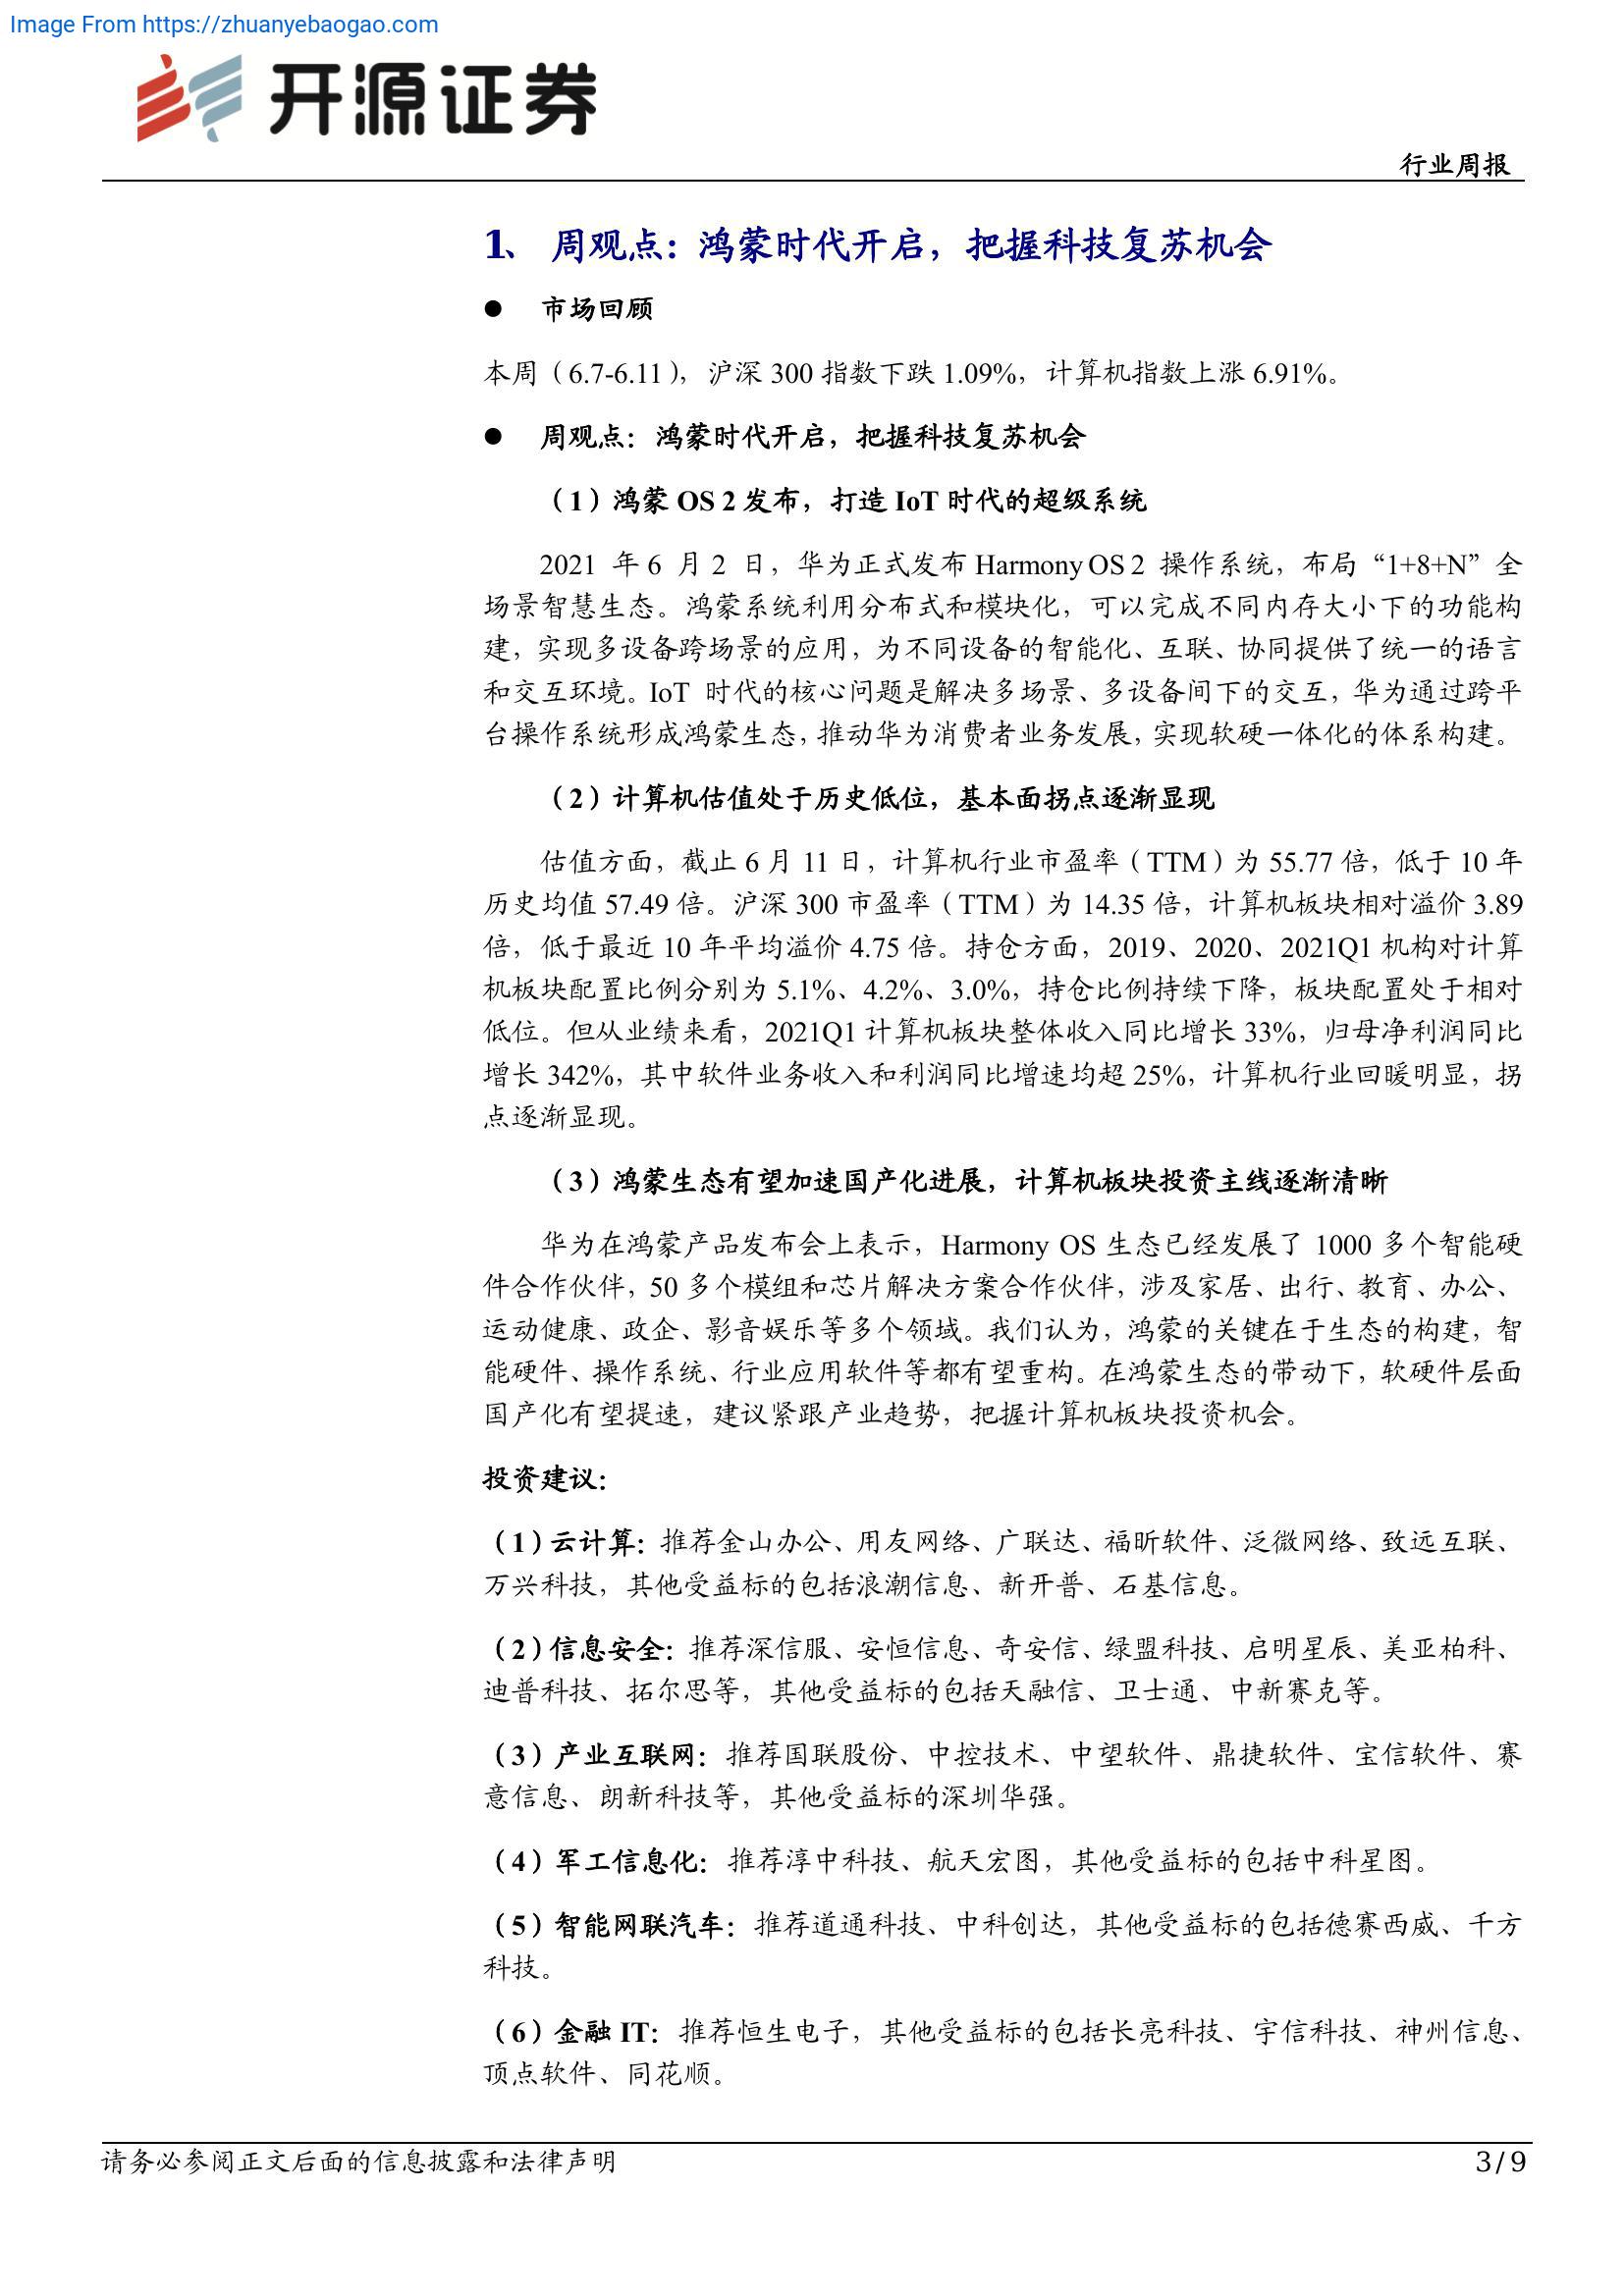 Image From https://zhuanyebaogao.com
开源证券
行业周报
1、 周观点：鸿蒙时代开启，把握科技复苏机会
● 市场回顾
本周（6.7-6.11），沪深 300 指数下跌 1.09%，计算机指数上涨 6.91%。
● 周观点：鸿蒙时代开启，把握科技复苏机会
（1）鸿蒙 OS 2 发布，打造 IoT 时代的超级系统
2021 年 6 月 2 日，华为正式发布 Harmony OS 2 操作系统，布局“1+8+N”全
场景智慧生态。鸿蒙系统利用分布式和模块化，可以完成不同内存大小下的功能构
建，实现多设备跨场景的应用，为不同设备的智能化、互联、协同提供了统一的语言
和交互环境。IoT 时代的核心问题是解决多场景、多设备间下的交互，华为通过跨平
台操作系统形成鸿蒙生态，推动华为消费者业务发展，实现软硬一体化的体系构建。
（2）计算机估值处于历史低位，基本面拐点逐渐显现
估值方面，截止 6 月 11 日，计算机行业市盈率（TTM）为 55.77 倍，低于 10 年
历史均值 57.49 倍。沪深 300 市盈率（TTM）为 14.35 倍，计算机板块相对溢价 3.89
倍，低于最近 10 年平均溢价 4.75 倍。持仓方面，2019、2020、2021Q1 机构对计算
机板块配置比例分别为 5.1%、4.2%、3.0%，持仓比例持续下降，板块配置处于相对
低位。但从业绩来看，2021Q1 计算机板块整体收入同比增长 33%，归母净利润同比
增长 342%，其中软件业务收入和利润同比增速均超 25%，计算机行业回暖明显，拐
点逐渐显现。
（3）鸿蒙生态有望加速国产化进展，计算机板块投资主线逐渐清晰
华为在鸿蒙产品发布会上表示，Harmony OS 生态已经发展了 1000 多个智能硬
件合作伙伴，50 多个模组和芯片解决方案合作伙伴，涉及家居、出行、教育、办公、
运动健康、政企、影音娱乐等多个领域。我们认为，鸿蒙的关键在于生态的构建，智
能硬件、操作系统、行业应用软件等都有望重构。在鸿蒙生态的带动下，软硬件层面
国产化有望提速，建议紧跟产业趋势，把握计算机板块投资机会。
投资建议：
（1）云计算：推荐金山办公、用友网络、广联达、福昕软件、泛微网络、致远互联、
万兴科技，其他受益标的包括浪潮信息、新开普、石基信息。
（2）信息安全：推荐深信服、安恒信息、奇安信、绿盟科技、启明星辰、美亚柏科、
迪普科技、拓尔思等，其他受益标的包括天融信、卫士通、中新赛克等。
（3）产业互联网：推荐国联股份、中控技术、中望软件、鼎捷软件、宝信软件、赛
意信息、朗新科技等，其他受益标的深圳华强。
（4）军工信息化：推荐淳中科技、航天宏图，其他受益标的包括中科星图。
（5）智能网联汽车：推荐道通科技、中科创达，其他受益标的包括德赛西威、千方
科技。
（6）金融 IT：推荐恒生电子，其他受益标的包括长亮科技、宇信科技、神州信息、
顶点软件、同花顺。
请务必参阅正文后面的信息披露和法律声明
3 / 9